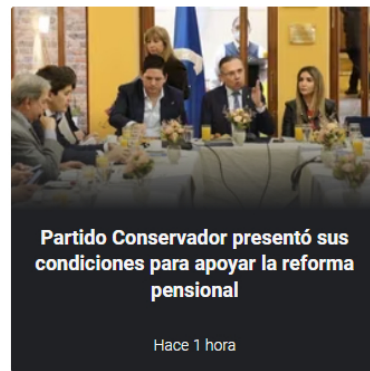 Partido Conservador presentó sus
condiciones para apoyar la reforma
pensional
Hace 1 hora